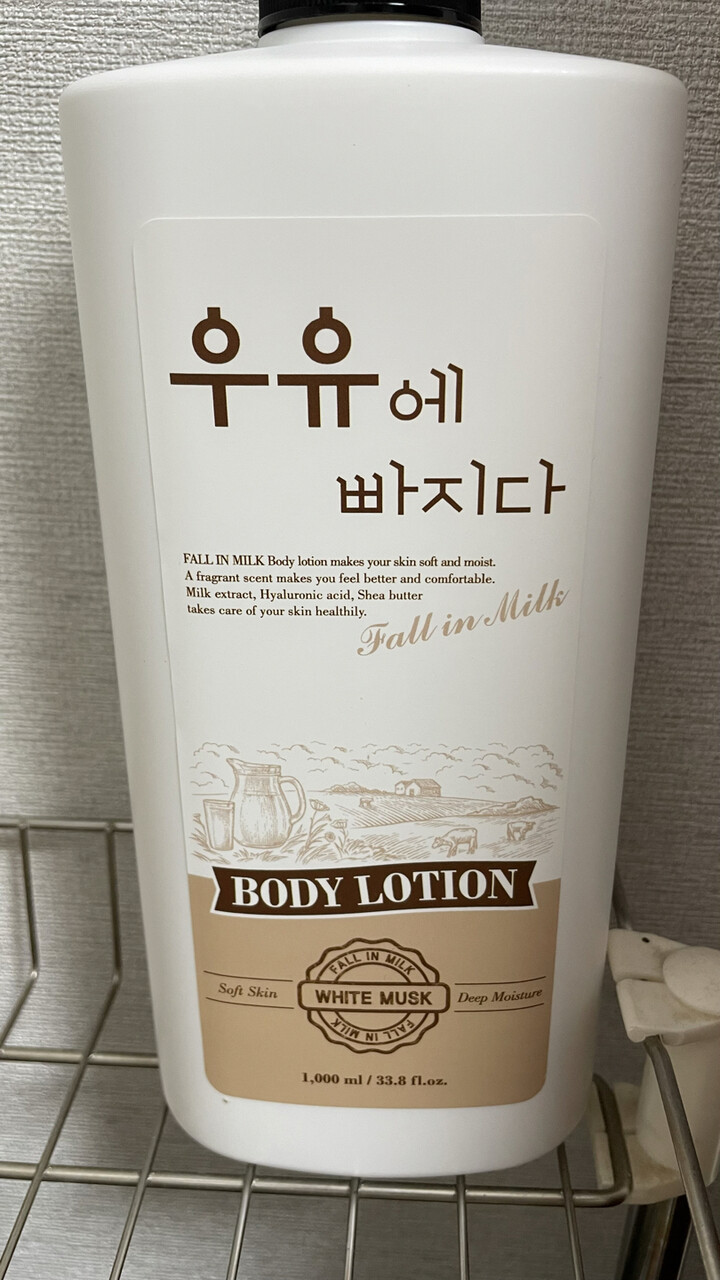 우유에
빠지다
FALL IN MILK Body lotion makes your skin soft and moist.
A fragrant scent makes you feel better and comfortable.
Milk extract, Hyaluronic acid, Shea butter
takes care of your skin healthily.
Fall in Milk
BODY LOTION
FALL IN MILK
Soft Skin
WHITE MUSK
Deep Moisture
FALL IN MILK
1,000 ml / 33.8 fl.oz.